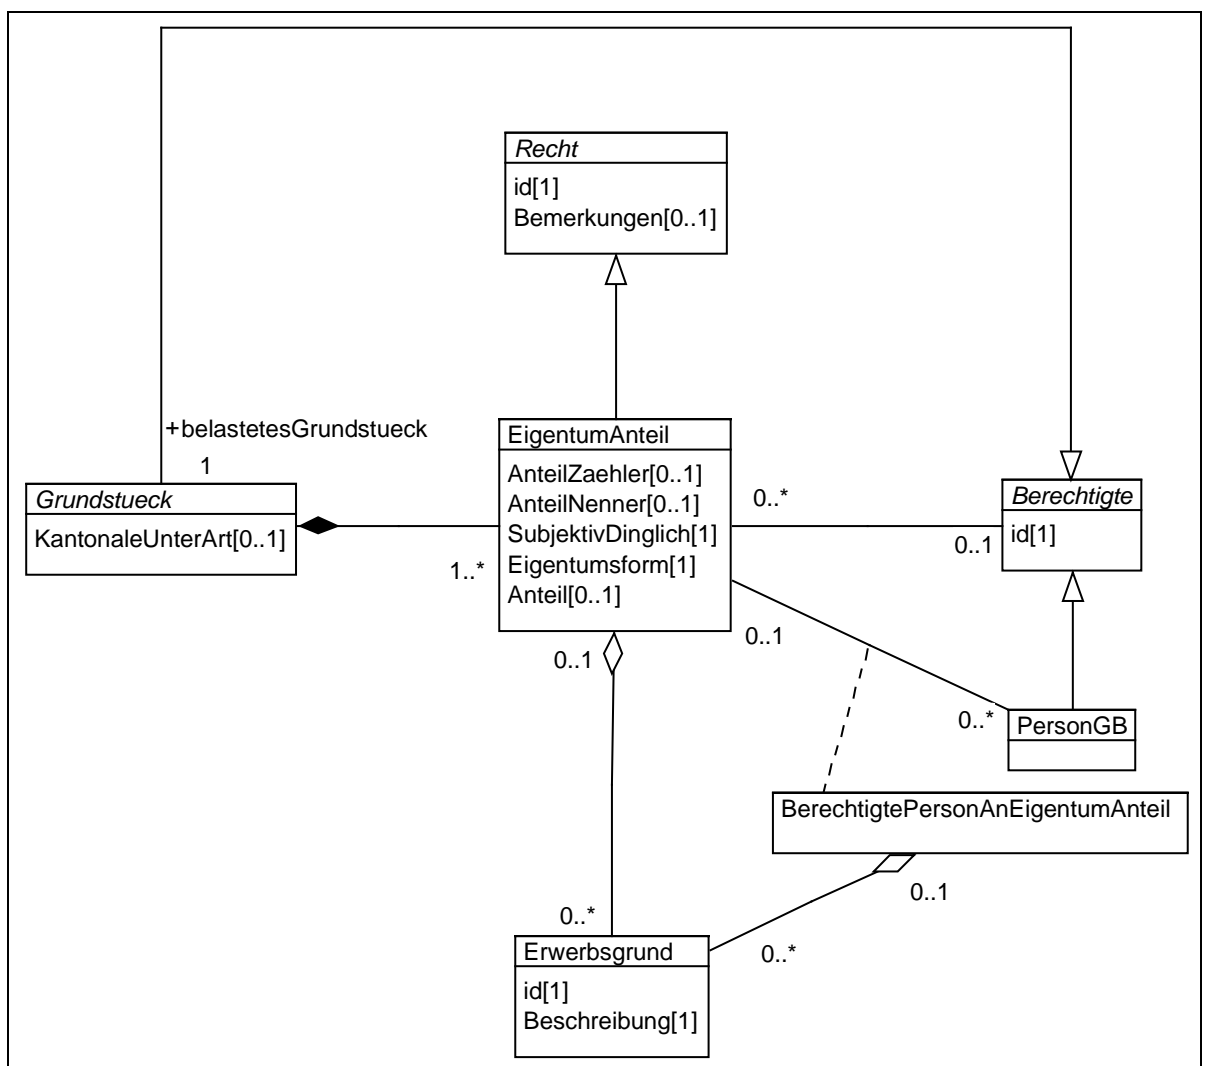 Recht
id[1]
Bemerkungen[0..1]
+belastetesGrundstueck
1
EigentumAnteil
AnteilZaehler[0..1]
AnteilNenner[0..1]
SubjektivDinglich[1]
Eigentumsform[1]
Anteil[0..1]
Grundstueck
KantonaleUnterArt[0..1]
1..*
0..*
0..1
Berechtigte
id[1]
0..1
0..1
0..*
PersonGB
BerechtigtePersonAnEigentumAnteil
0..1
0..*
0..*
Erwerbsgrund
id[1]
Beschreibung[1]